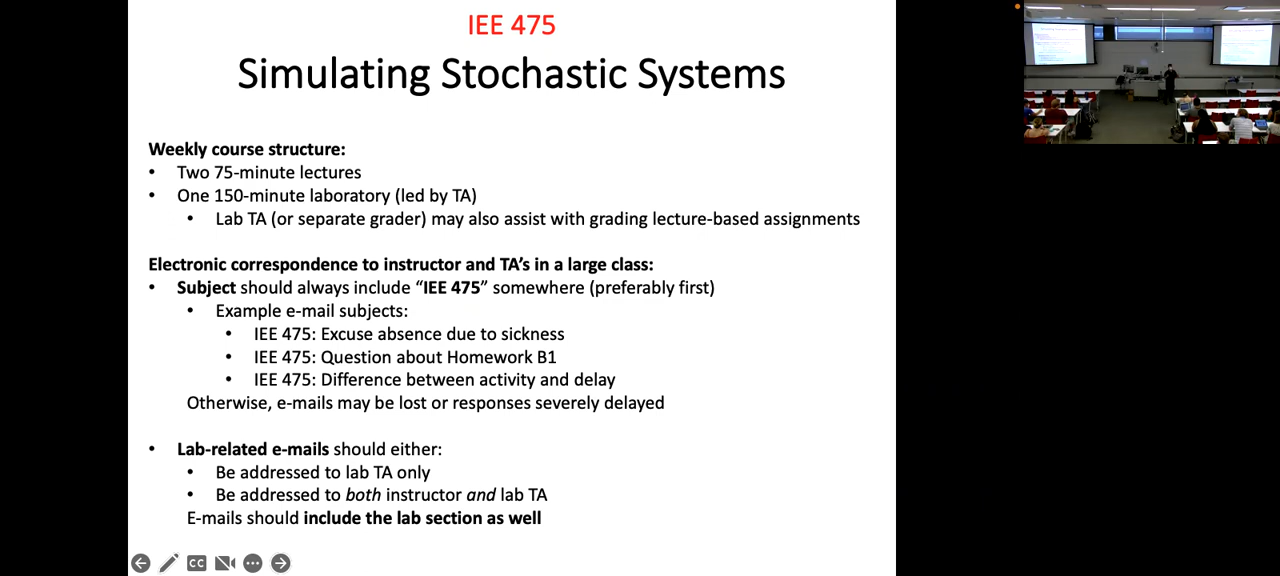 IEE 475
Simulating Stochastic Systems
Weekly course structure:
• Two 75-minute lectures
• One 150-minute laboratory (led by TA)
• Lab TA (or separate grader) may also assist with grading lecture-based assignments
Electronic correspondence to instructor and TA's in a large class:
• Subject should always include “IEE 475” somewhere (preferably first)
• Example e-mail subjects:
• IEE 475: Excuse absence due to sickness
• IEE 475: Question about Homework B1
• IEE 475: Difference between activity and delay
Otherwise, e-mails may be lost or responses severely delayed
• Lab-related e-mails should either:
• Be addressed to lab TA only
• Be addressed to both instructor and lab TA
E-mails should include the lab section as well
CC